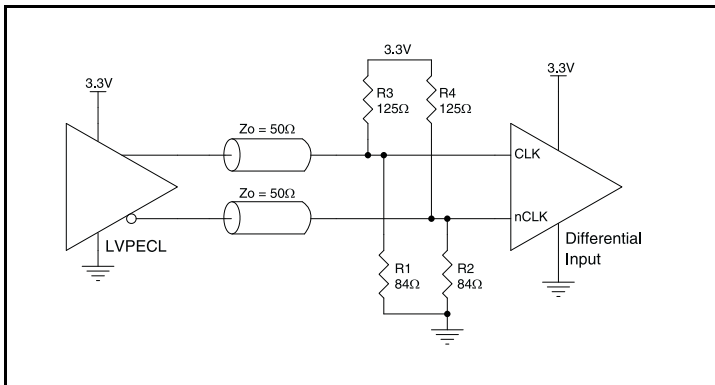 3.3V
3.3V
3.3V
R3
125Ω
R4
125Ω
Zo = 50Ω
CLK
Zo = 50Ω
nCLK
LVPECL
Differential
Input
R1
84Ω
R2
84Ω